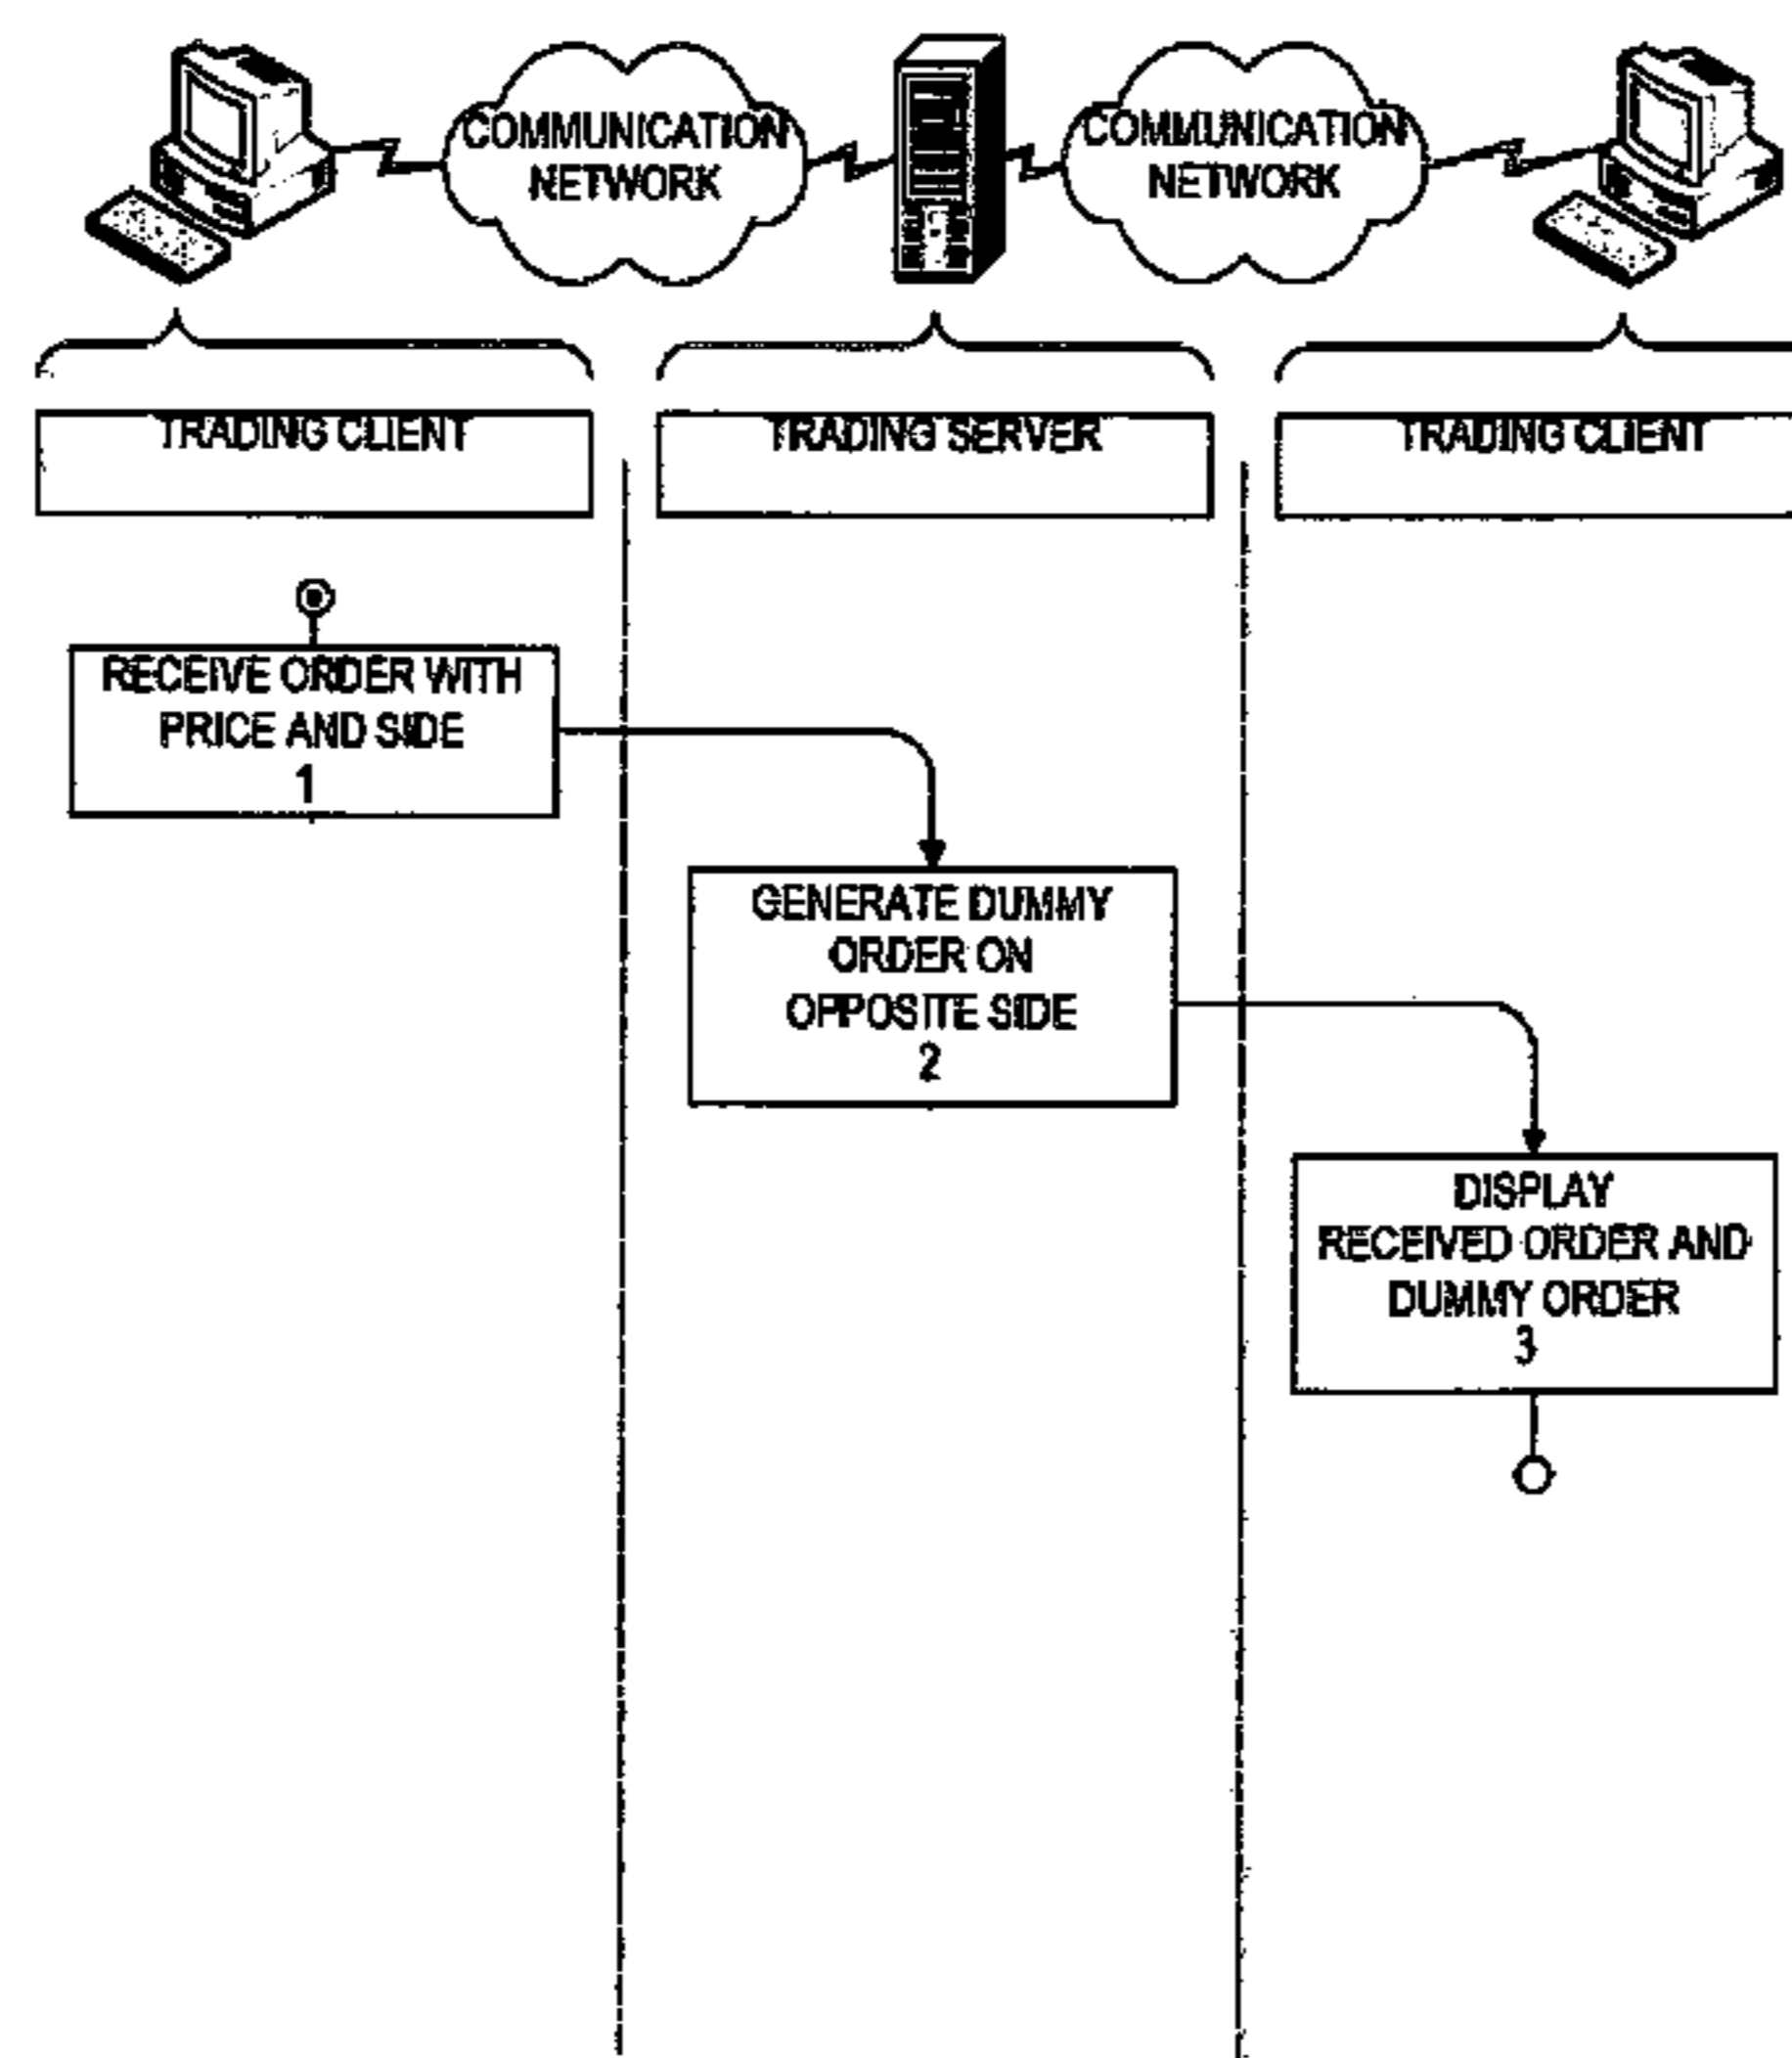 COMMUNICATION
NETWORK
COMMUNICATION
NETWORK
TRADING CLIENT
TRADING SERVER
TRADING CLIENT
RECEIVE ORDER WITH
PRICE AND SIDE
1
GENERATE DUMMY
ORDER ON
OPPOSITE SIDE
2
DISPLAY
RECEIVED ORDER AND
DUMMY ORDER
3